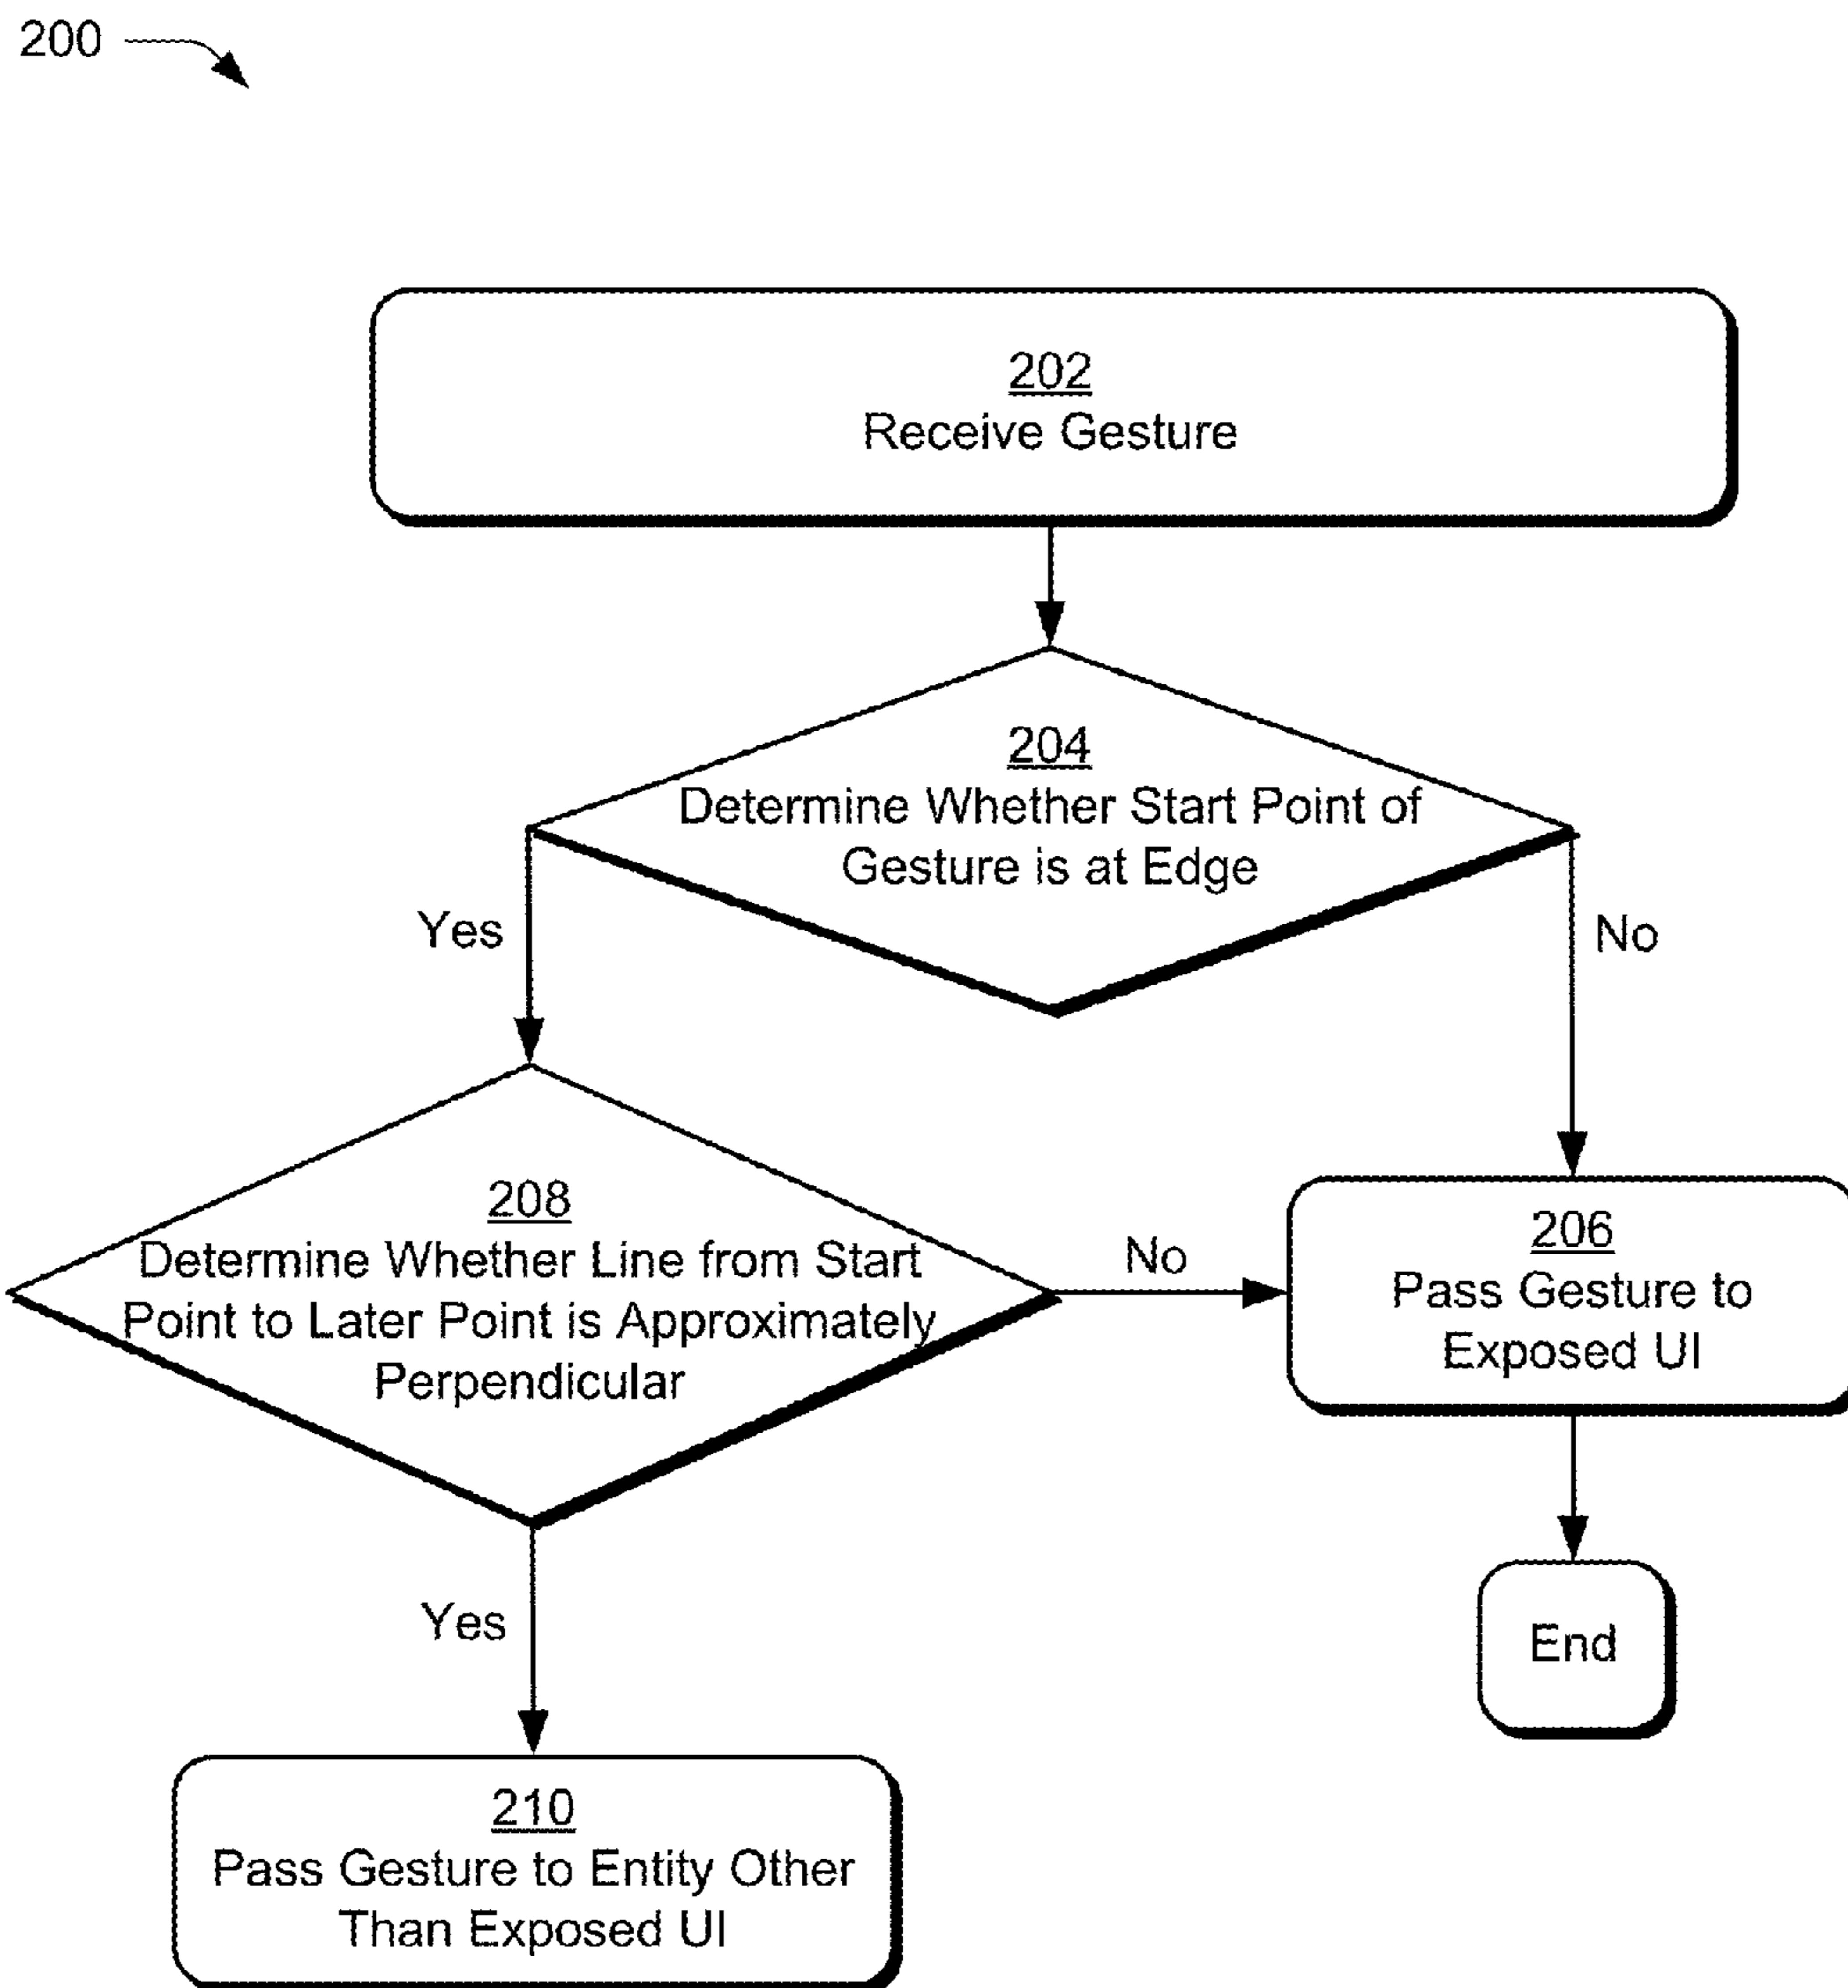 200
202
Receive Gesture
204
Determine Whether Start Point of
Gesture is at Edge
Yes
No
208
Determine Whether Line from Start
Point to Later Point is Approximately
Perpendicular
No
206
Pass Gesture to
Exposed UI
Yes
End
210
Pass Gesture to Entity Other
Than Exposed UI